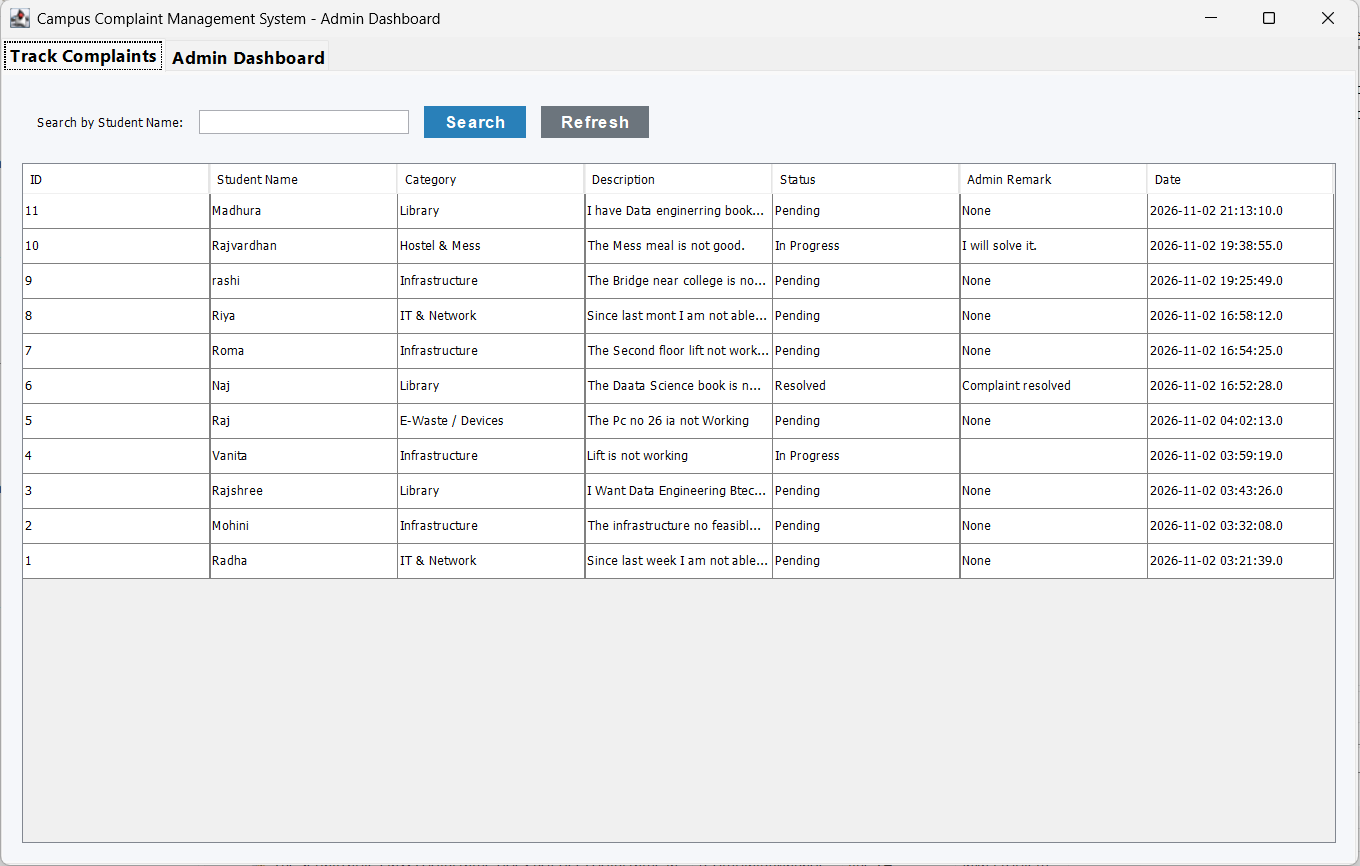 Campus Complaint Management System - Admin Dashboard
Track Complaints Admin Dashboard
Search by Student Name: Search Refresh
ID Student Name Category Description Status Admin Remark Date
11 Madhura Library I have Data enginerring book... Pending None 2026-11-02 21:13:10.0
10 Rajvardhan Hostel & Mess The Mess meal is not good. In Progress I will solve it. 2026-11-02 19:38:55.0
9 rashi Infrastructure The Bridge near college is no... Pending None 2026-11-02 19:25:49.0
8 Riya IT & Network Since last mont I am not able... Pending None 2026-11-02 16:58:12.0
7 Roma Infrastructure The Second floor lift not work... Pending None 2026-11-02 16:54:25.0
6 Naj Library The Daata Science book is n... Resolved Complaint resolved 2026-11-02 16:52:28.0
5 Raj E-Waste / Devices The Pc no 26 ia not Working Pending None 2026-11-02 04:02:13.0
4 Vanita Infrastructure Lift is not working In Progress 2026-11-02 03:59:19.0
3 Rajshree Library I Want Data Engineering Btec... Pending None 2026-11-02 03:43:26.0
2 Mohini Infrastructure The infrastructure no feasibl... Pending None 2026-11-02 03:32:08.0
1 Radha IT & Network Since last week I am not able... Pending None 2026-11-02 03:21:39.0